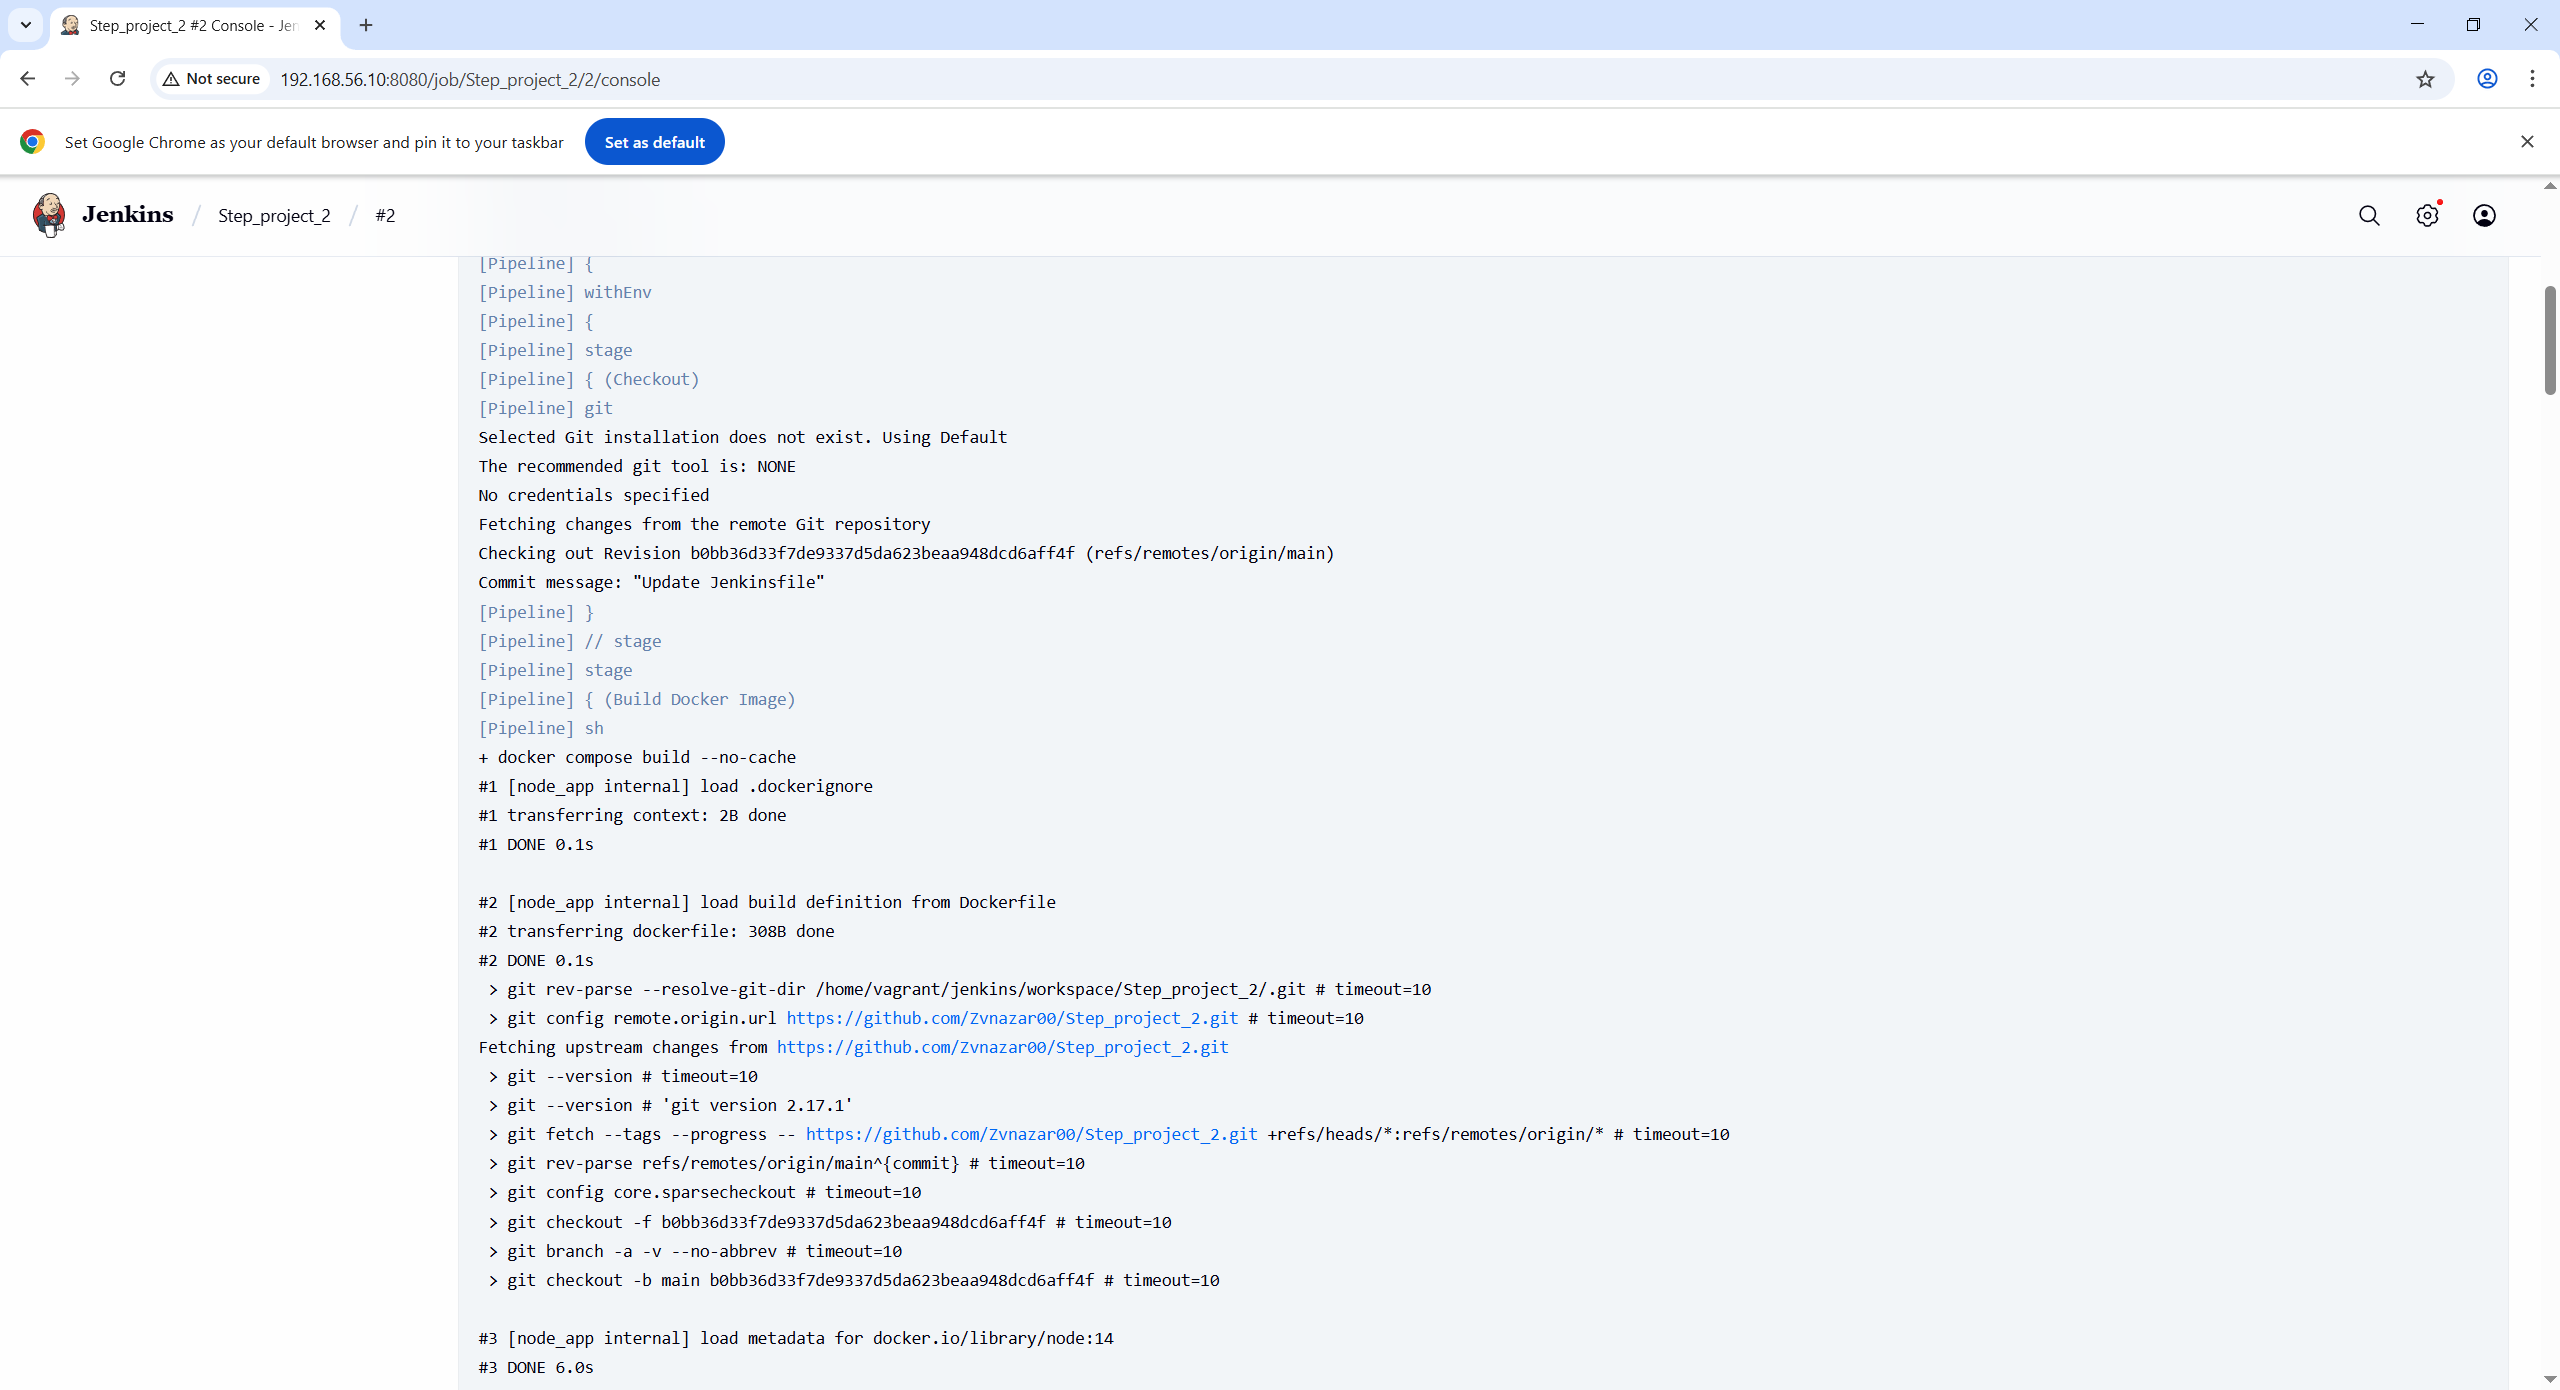 Step_project_2 #2 Console - Jen
Not secure
192.168.56.10:8080/job/Step_project_2/2/console
Set Google Chrome as your default browser and pin it to your taskbar
Set as default
Jenkins / Step_project_2 / #2
[Pipeline] {
[Pipeline] withEnv
[Pipeline] {
[Pipeline] stage
[Pipeline] { (Checkout)
[Pipeline] git
Selected Git installation does not exist. Using Default
The recommended git tool is: NONE
No credentials specified
Fetching changes from the remote Git repository
Checking out Revision b0bb36d33f7de9337d5da623beaa948dcd6aff4f (refs/remotes/origin/main)
Commit message: "Update Jenkinsfile"
[Pipeline] }
[Pipeline] // stage
[Pipeline] stage
[Pipeline] { (Build Docker Image)
[Pipeline] sh
+ docker compose build --no-cache
#1 [node_app internal] load .dockerignore
#1 transferring context: 2B done
#1 DONE 0.1s
#2 [node_app internal] load build definition from Dockerfile
#2 transferring dockerfile: 308B done
#2 DONE 0.1s
> git rev-parse --resolve-git-dir /home/vagrant/jenkins/workspace/Step_project_2/.git # timeout=10
> git config remote.origin.url https://github.com/Zvnazar00/Step_project_2.git # timeout=10
Fetching upstream changes from https://github.com/Zvnazar00/Step_project_2.git
> git --version # timeout=10
> git --version # 'git version 2.17.1'
> git fetch --tags --progress -- https://github.com/Zvnazar00/Step_project_2.git +refs/heads/*:refs/remotes/origin/* # timeout=10
> git rev-parse refs/remotes/origin/main^{commit} # timeout=10
> git config core.sparsecheckout # timeout=10
> git checkout -f b0bb36d33f7de9337d5da623beaa948dcd6aff4f # timeout=10
> git branch -a -v --no-abbrev # timeout=10
> git checkout -b main b0bb36d33f7de9337d5da623beaa948dcd6aff4f # timeout=10
#3 [node_app internal] load metadata for docker.io/library/node:14
#3 DONE 6.0s